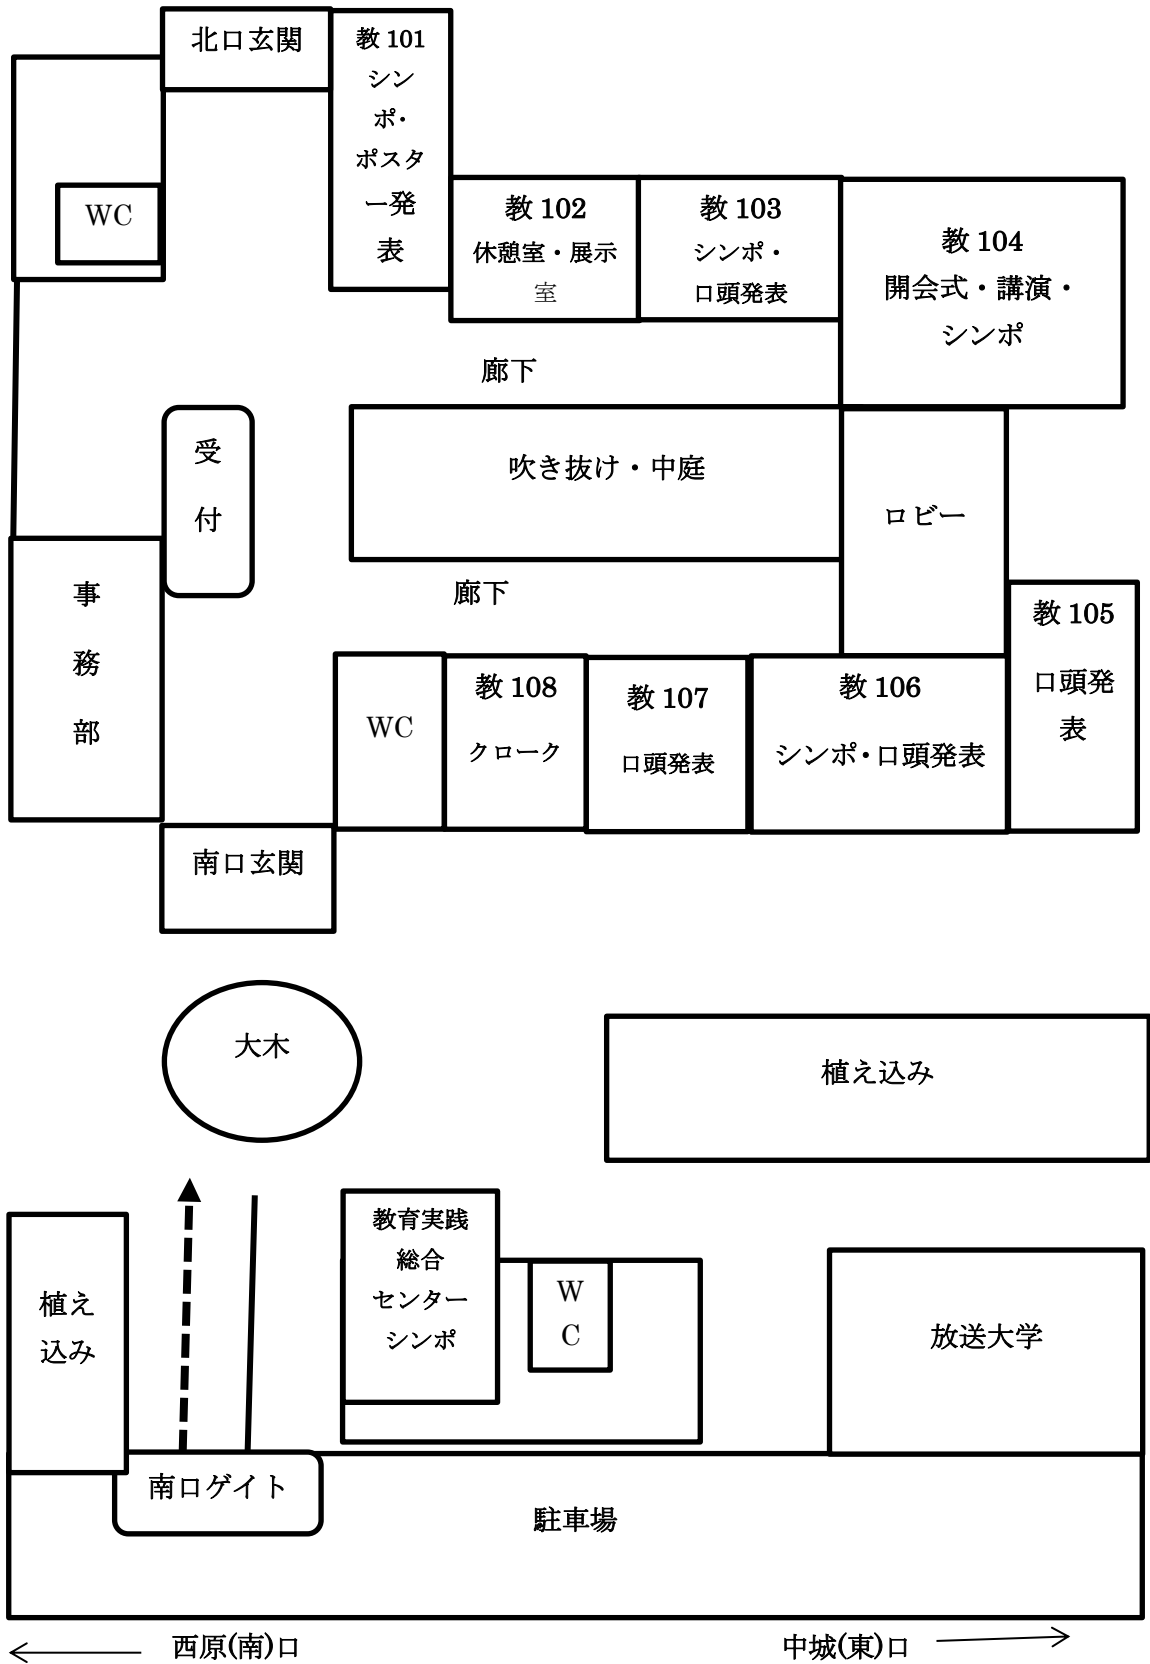 北口玄関
教 101
シン
ポ・
ポスタ
ー発
表
WC
教 102
休憩室・展示
室
教 103
シンポ・
口頭発表
教 104
開会式・講演・
シンポ
廊下
受
付
吹き抜け・中庭
ロビー
廊下
事
務
部
WC
教 108
クローク
教 107
口頭発表
教 106
シンポ・口頭発表
教 105
口頭発
表
南口玄関
大木
植え込み
植え
込み
教育実践
総合
センター
シンポ
W
C
放送大学
南口ゲイト
駐車場
西原(南)口
中城(東)口